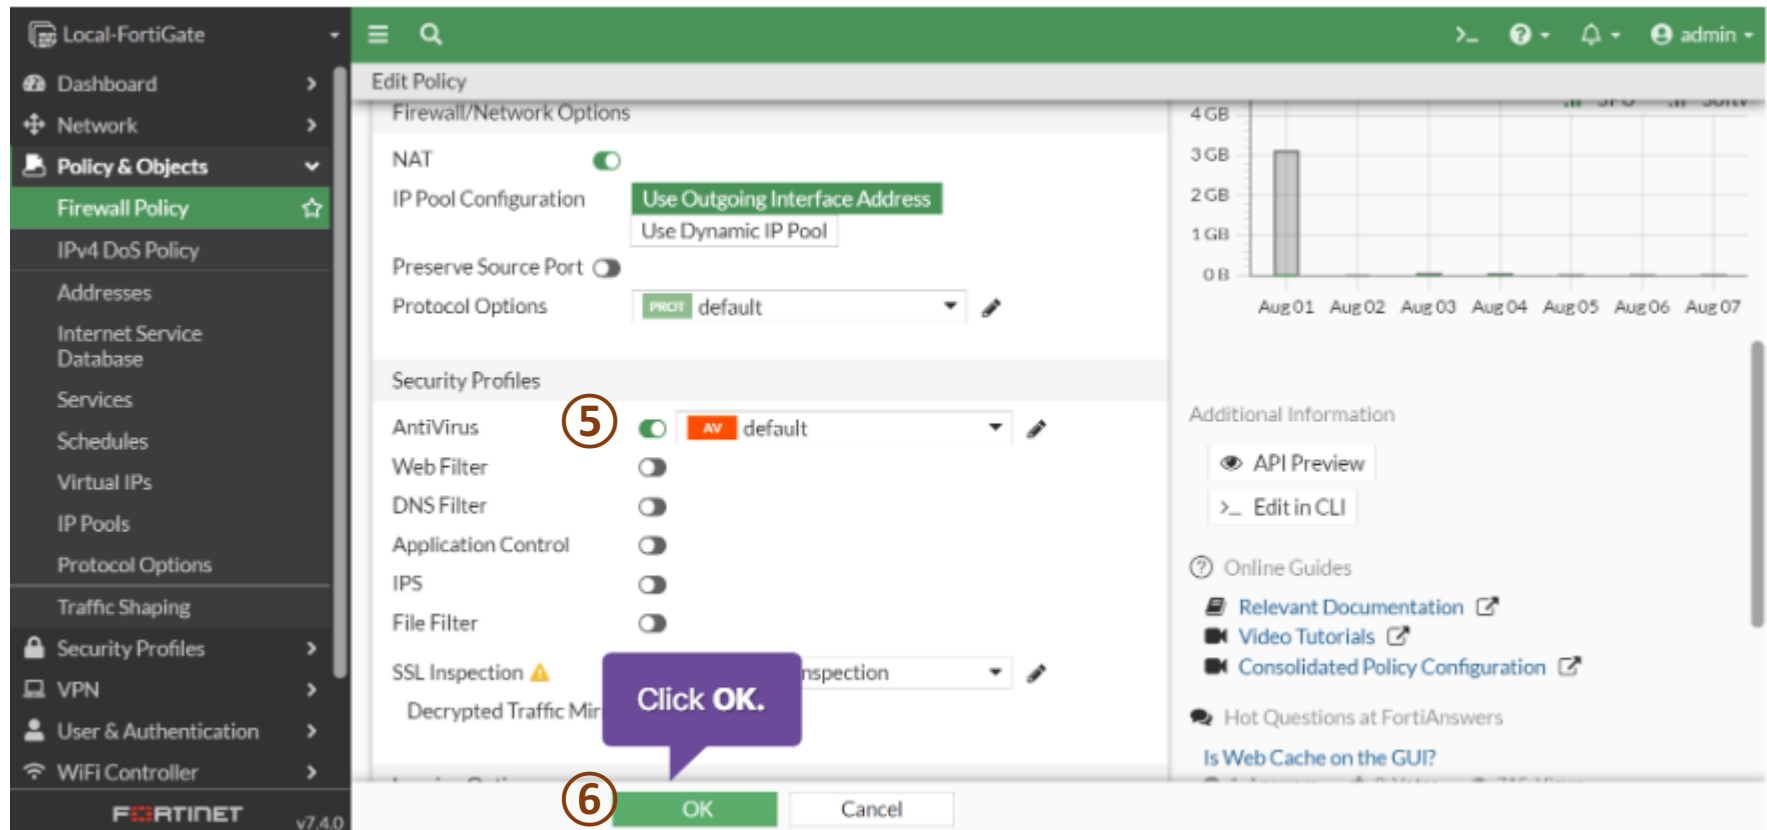 Local-FortiGate
admin
Dashboard
Network
Policy & Objects
Firewall Policy
IPv4 DoS Policy
Addresses
Internet Service
Database
Services
Schedules
Virtual IPs
IP Pools
Protocol Options
Traffic Shaping
Security Profiles
VPN
User & Authentication
WiFi Controller
FORTINET
v7.4.0
Edit Policy
Firewall/Network Options
NAT
IP Pool Configuration
Use Outgoing Interface Address
Use Dynamic IP Pool
Preserve Source Port
Protocol Options
PROT default
Security Profiles
AntiVirus
5
AV default
Web Filter
DNS Filter
Application Control
IPS
File Filter
SSL Inspection
nspection
Decrypted Traffic Mir
Click OK.
6
OK
Cancel
4 GB
3 GB
2 GB
1 GB
0 B
Aug 01 Aug 02 Aug 03 Aug 04 Aug 05 Aug 06 Aug 07
Additional Information
API Preview
>_ Edit in CLI
Online Guides
Relevant Documentation
Video Tutorials
Consolidated Policy Configuration
Hot Questions at FortiAnswers
Is Web Cache on the GUI?